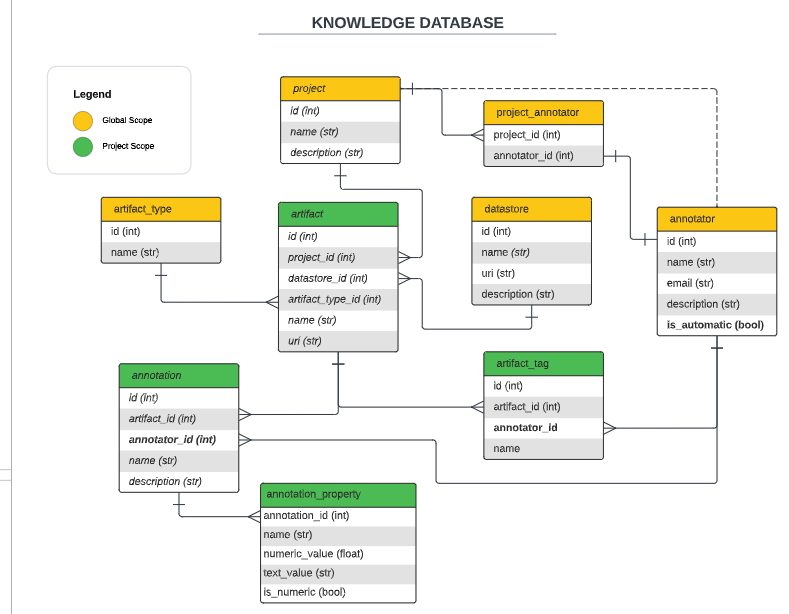 KNOWLEDGE DATABASE
Legend
Global Scope
Project Scope
project
id (int)
name (str)
description (str)
project_annotator
project_id (int)
annotator_id (int)
artifact_type
id (int)
name (str)
artifact
id (int)
project_id (int)
datastore_id (int)
artifact_type_id (int)
name (str)
uri (str)
datastore
id (int)
name (str)
uri (str)
description (str)
annotator
id (int)
name (str)
email (str)
description (str)
is_automatic (bool)
annotation
id (int)
artifact_id (int)
annotator_id (int)
name (str)
description (str)
artifact_tag
id (int)
artifact_id (int)
annotator_id
name
annotation_property
annotation_id (int)
name (str)
numeric_value (float)
text_value (str)
is_numeric (bool)